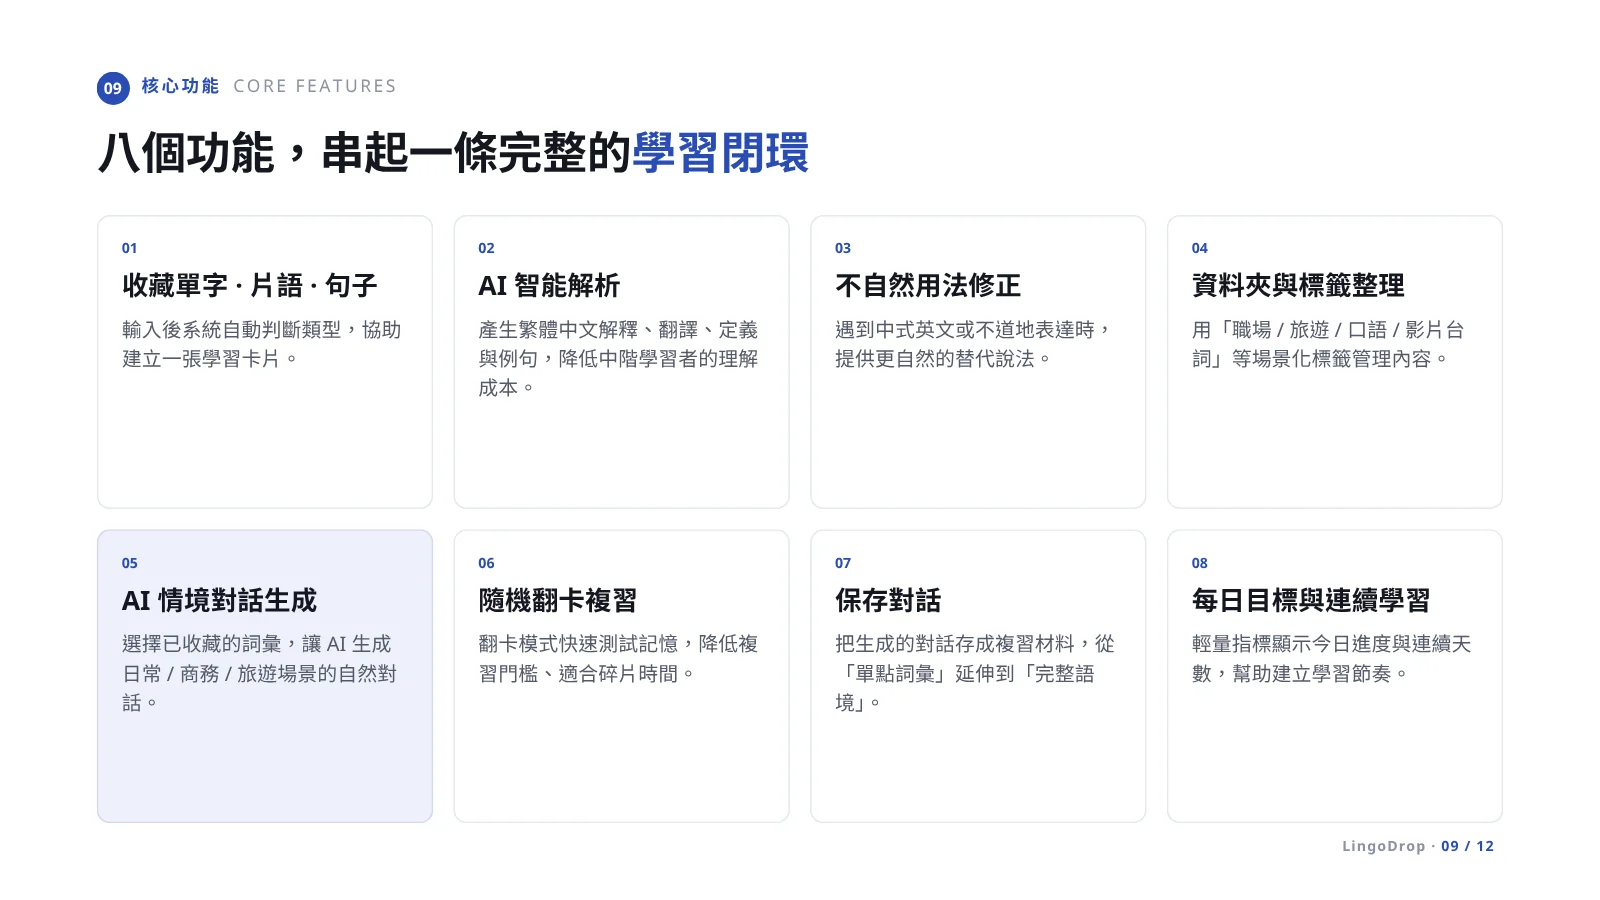 09 核心功能 CORE FEATURES
八個功能，串起一條完整的學習閉環
01
收藏單字 · 片語 · 句子
輸入後系統自動判斷類型，協助
建立一張學習卡片。
02
AI 智能解析
產生繁體中文解釋、翻譯、定義
與例句，降低中階學習者的理解
成本。
03
不自然用法修正
遇到中式英文或不道地表達時，
提供更自然的替代說法。
04
資料夾與標籤整理
用「職場 / 旅遊 / 口語 / 影片台
詞」等場景化標籤管理內容。
05
AI 情境對話生成
選擇已收藏的詞彙，讓 AI 生成
日常 / 商務 / 旅遊場景的自然對
話。
06
隨機翻卡複習
翻卡模式快速測試記憶，降低複
習門檻、適合碎片時間。
07
保存對話
把生成的對話存成複習材料，從
「單點詞彙」延伸到「完整語
境」。
08
每日目標與連續學習
輕量指標顯示今日進度與連續天
數，幫助建立學習節奏。
LingoDrop · 09 / 12